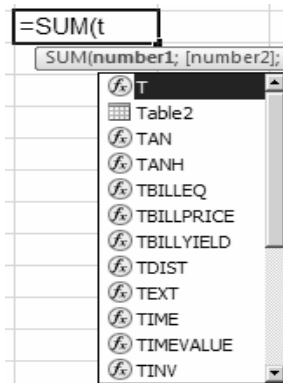 =SUM(t
SUM(number1; [number2];
T
Table2
TAN
TANH
TBILLEQ
TBILLPRICE
TBILLYIELD
TDIST
TEXT
TIME
TIMEVALUE
TINV